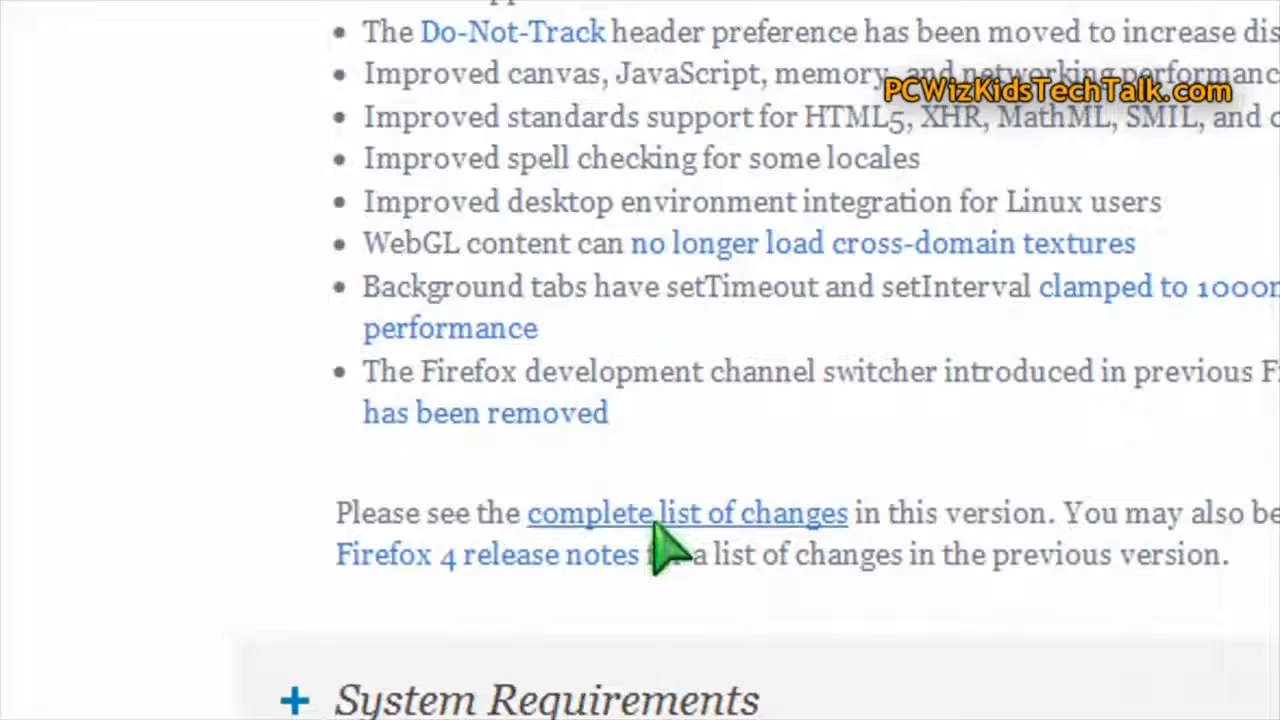 The Do-Not-Track header preference has been moved to increase dis
Improved canvas, JavaScript, memory, and networking performanc
PCWizKidsTechTalk.com
Improved standards support for HTML5, XHR, MathML, SMIL, and c
Improved spell checking for some locales
Improved desktop environment integration for Linux users
WebGL content can no longer load cross-domain textures
Background tabs have setTimeout and setInterval clamped to 1000m
performance
The Firefox development channel switcher introduced in previous Fi
has been removed
Please see the complete list of changes in this version. You may also be
Firefox 4 release notes for a list of changes in the previous version.
+ System Requirements